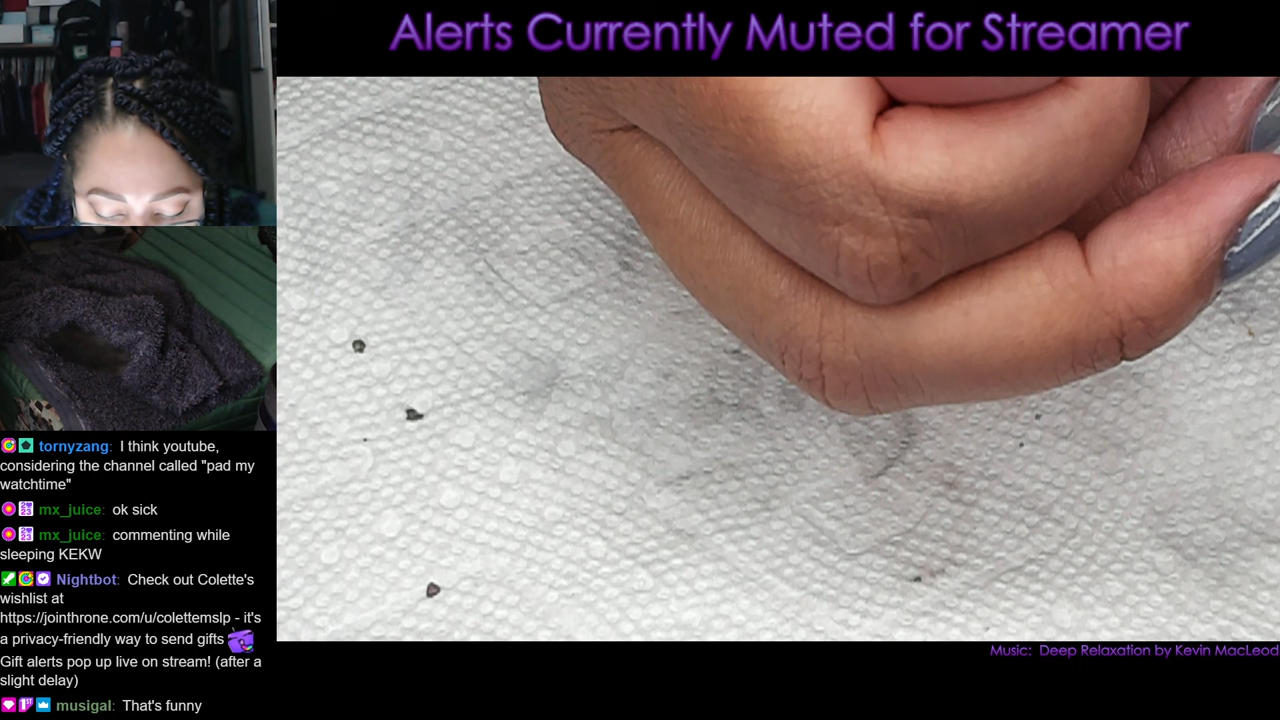 Alerts Currently Muted for Streamer
tornyzang: I think youtube,
considering the channel called "pad my
watchtime"
mx_juice: ok sick
mx_juice: commenting while
sleeping KEKW
Nightbot: Check out Colette's
wishlist at
https://jointhrone.com/u/colettemslp - it's
a privacy-friendly way to send gifts
Gift alerts pop up live on stream! (after a
slight delay)
musigal: That's funny
Music: Deep Relaxation by Kevin MacLeod